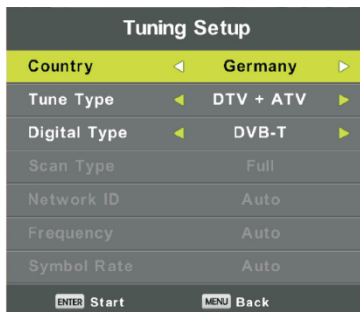 Tuning Setup
Country Germany
Tune Type DTV + ATV
Digital Type DVB-T
Scan Type Full
Network ID Auto
Frequency Auto
Symbol Rate Auto
ENTER Start MENU Back